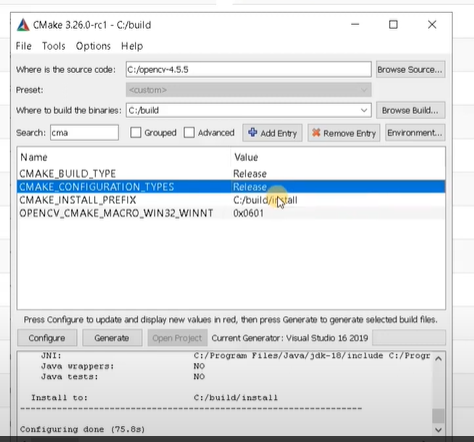 CMake 3.26.0-rc1 - C:/build
File Tools Options Help
Where is the source code: C:/opencv-4.5.5 Browse Source...
Preset: <custom>
Where to build the binaries: C:/build Browse Build...
Search: cma Grouped Advanced Add Entry Remove Entry Environment...
Name Value
CMAKE_BUILD_TYPE Release
CMAKE_CONFIGURATION_TYPES Release
CMAKE_INSTALL_PREFIX C:/build/install
OPENCV_CMAKE_MACRO_WIN32_WINNT 0x0601
Press Configure to update and display new values in red, then press Generate to generate selected build files.
Configure Generate Open Project Current Generator: Visual Studio 16 2019
JNI: C:/Program Files/Java/jdk-18/include C:/Progr
Java wrappers: NO
Java tests: NO
Install to: C:/build/install
-----------------------------------------------------------------
Configuring done (75.8s)